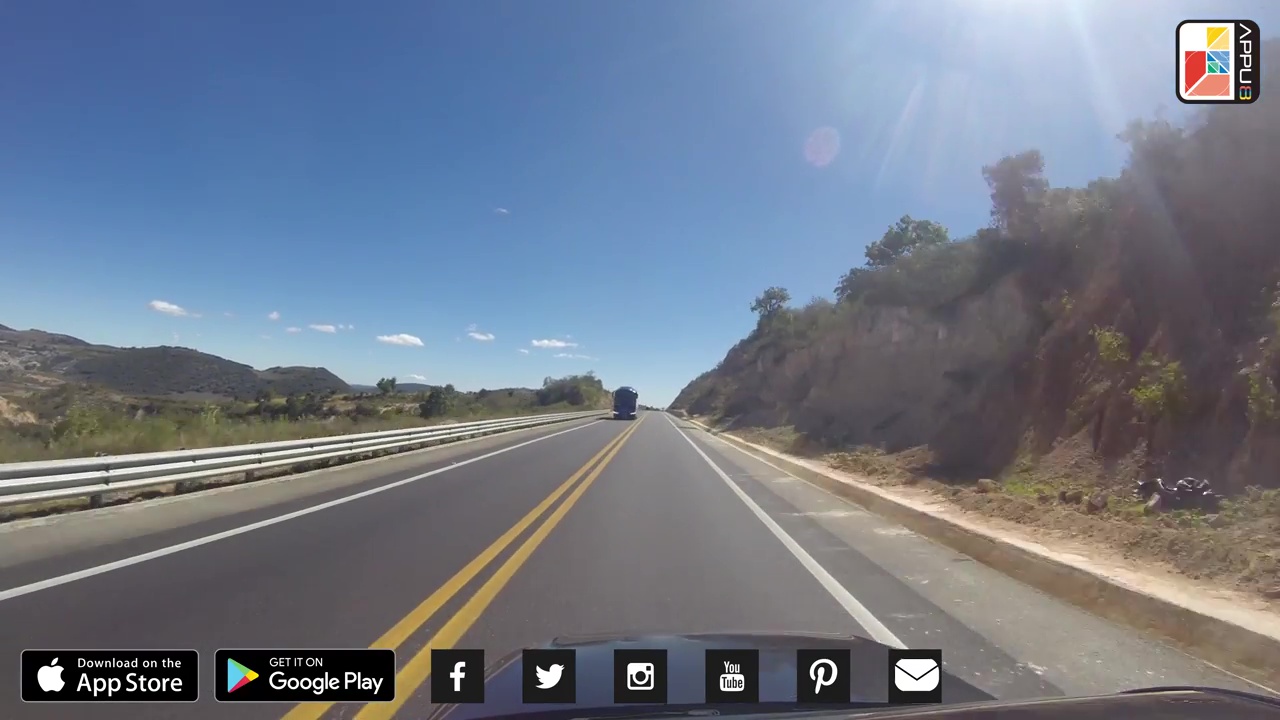 APPU8
Download on the
App Store
GET IT ON
Google Play
You
Tube